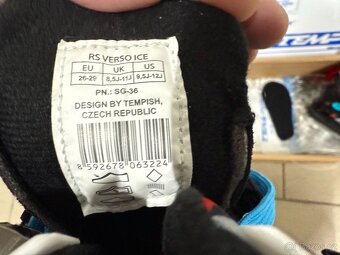 RS VERSO ICE
EU UK US
26-29 8,5J-11J 9,5J-12J
PN.: SG-36
DESIGN BY TEMPISH,
CZECH REPUBLIC
8 592678 063224
TEMP